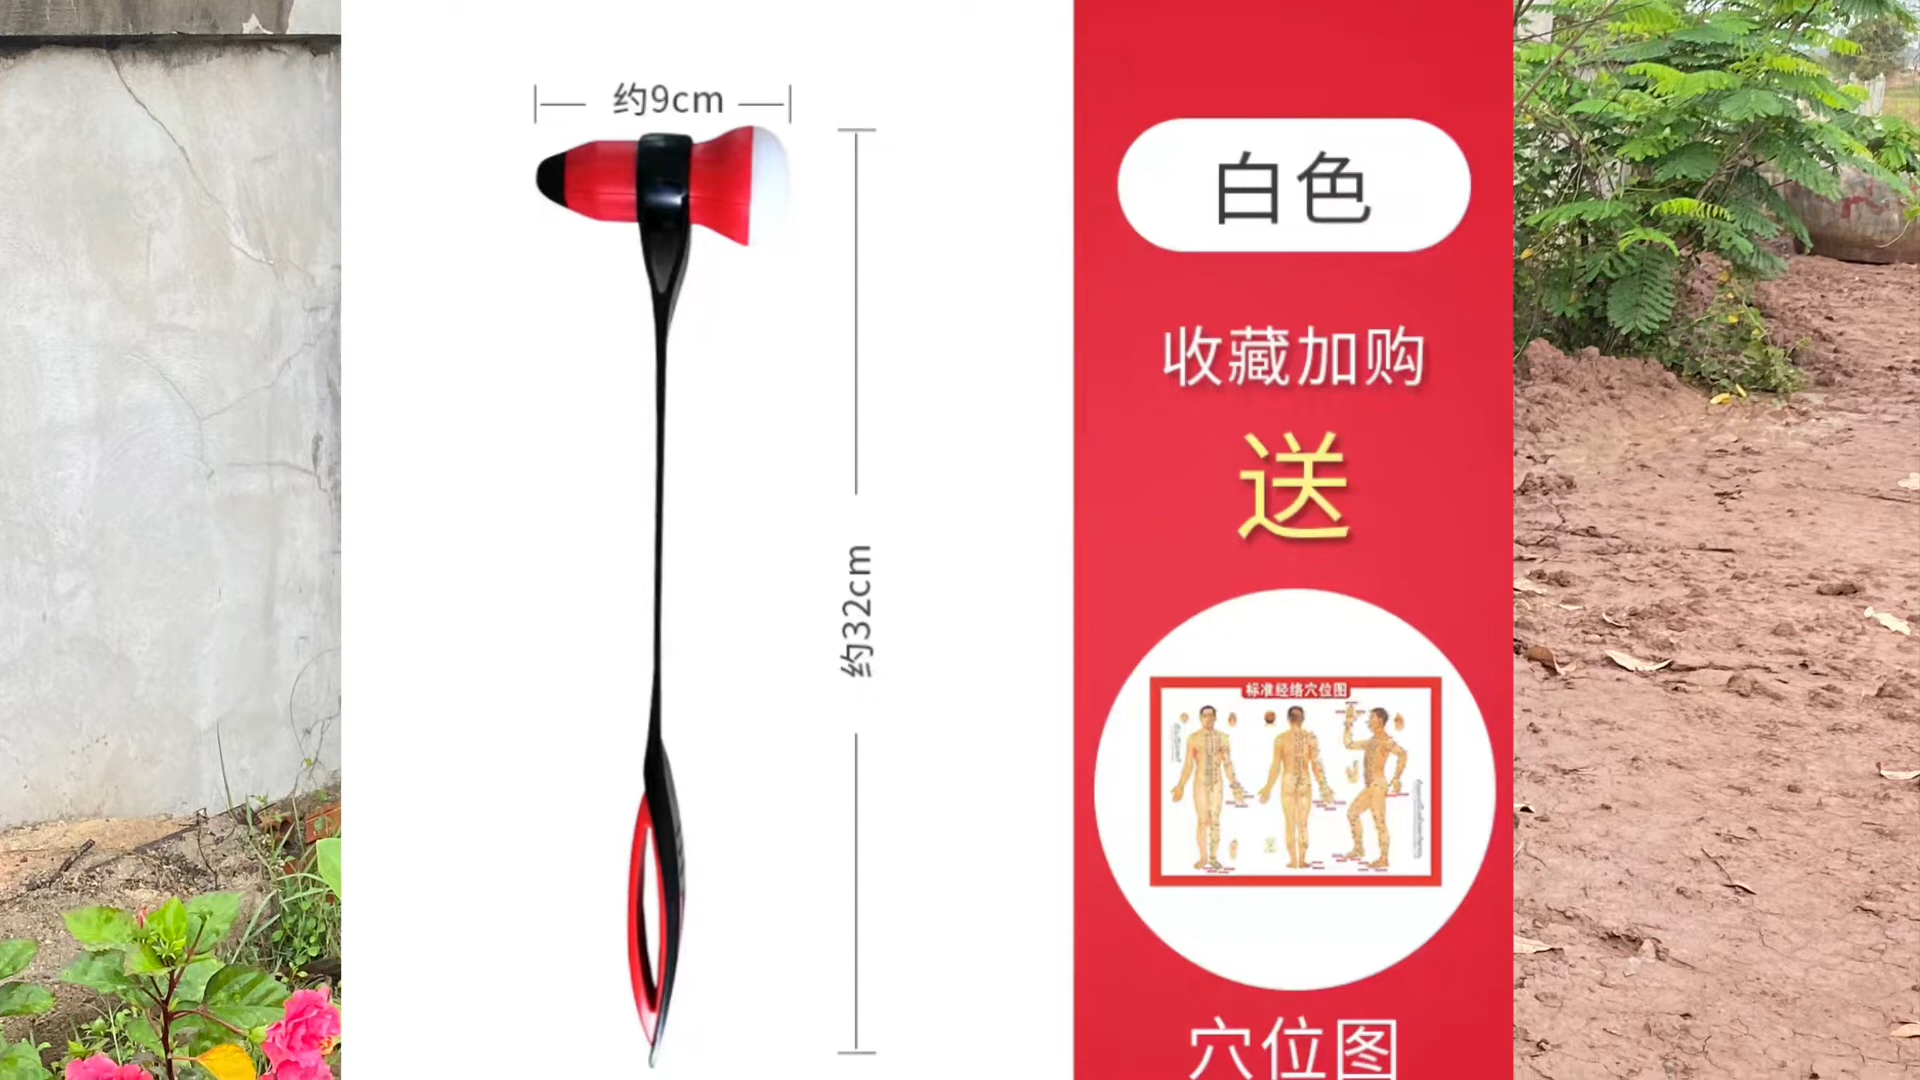 约9cm
约32cm
白色
收藏加购
送
标准经络穴位图
穴位图